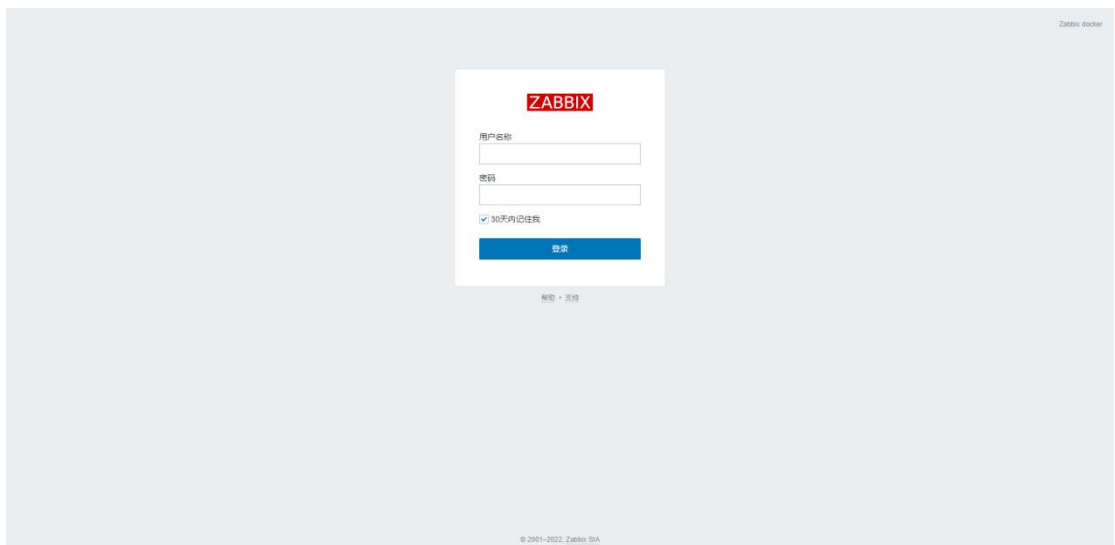 Zabbix docker
ZABBIX
用户名称
密码
30天内记住我
登录
帮助 • 支持
© 2001–2022, Zabbix SIA